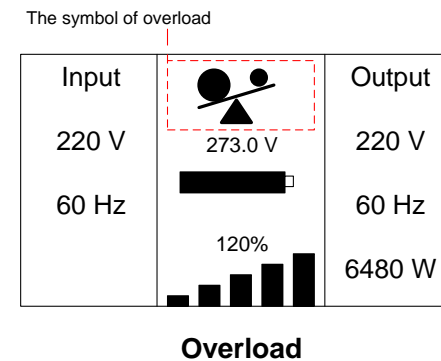 The symbol of overload
Input
220 V
60 Hz
273.0 V
120%
Output
220 V
60 Hz
6480 W
Overload